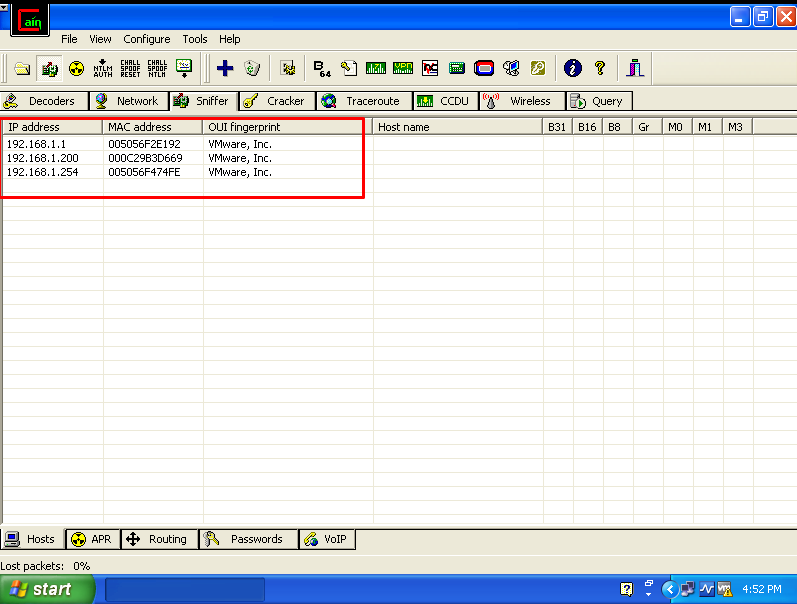 Cain
File View Configure Tools Help
NTLM AUTH CHALL SPOOF RESET CHALL SPOOF NTLM B64
Decoders Network Sniffer Cracker Traceroute CCDU Wireless Query
IP address MAC address OUI fingerprint Host name B31 B16 B8 Gr M0 M1 M3
192.168.1.1 005056F2E192 VMware, Inc.
192.168.1.200 000C29B3D669 VMware, Inc.
192.168.1.254 005056F474FE VMware, Inc.
Hosts APR Routing Passwords VoIP
Lost packets: 0%
start 4:52 PM